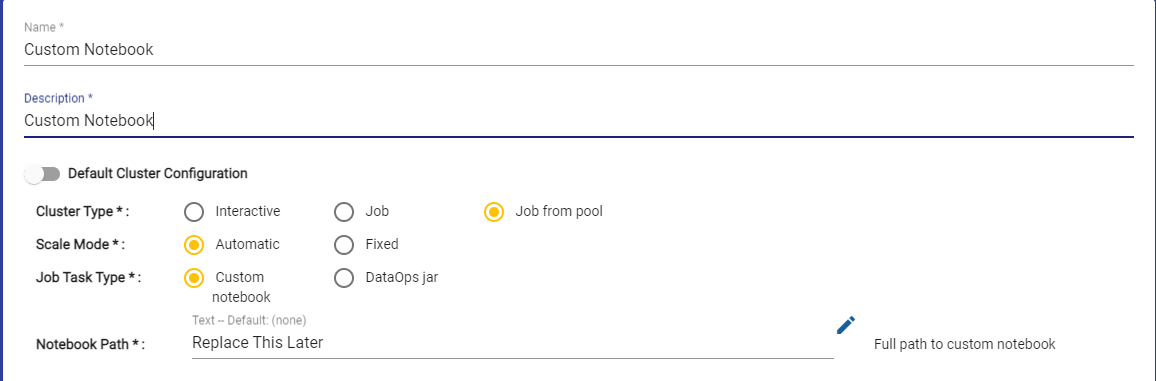 Name *
Custom Notebook
Description *
Custom Notebook
Default Cluster Configuration
Cluster Type * : Interactive Job Job from pool
Scale Mode * : Automatic Fixed
Job Task Type * : Custom notebook DataOps jar
Text -- Default: (none)
Notebook Path * : Replace This Later Full path to custom notebook